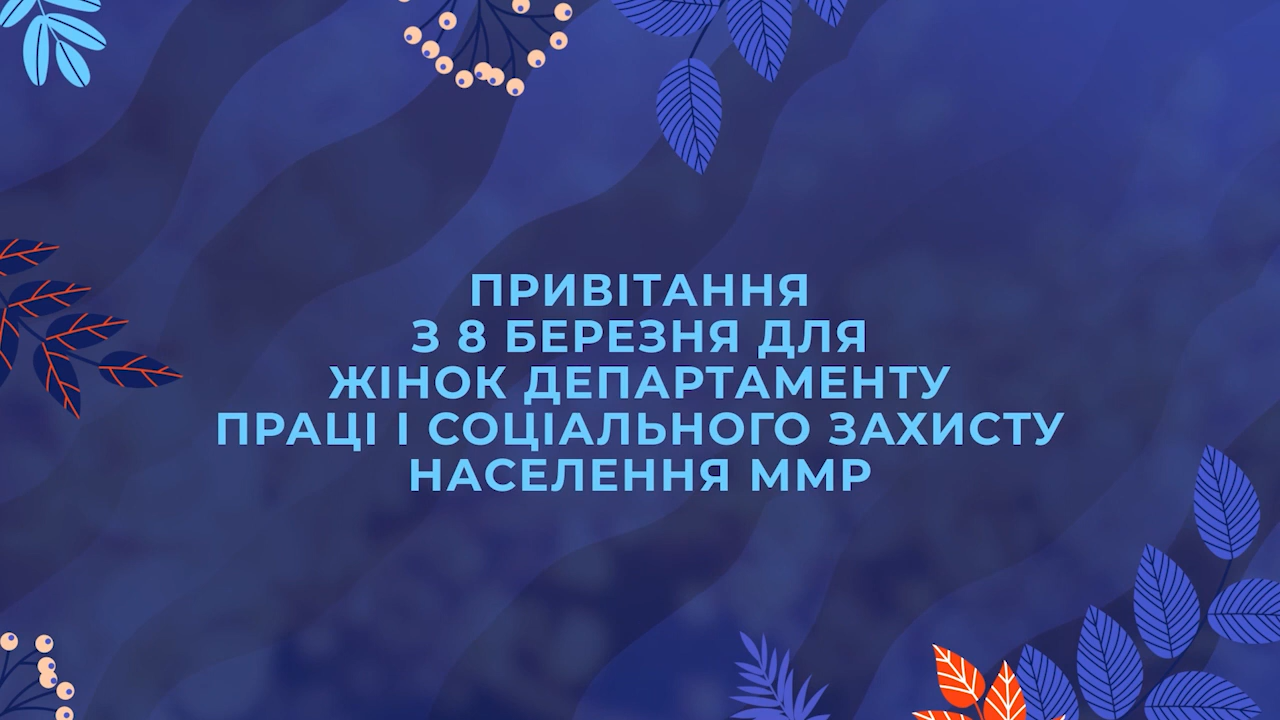 ПРИВІТАННЯ
З 8 БЕРЕЗНЯ ДЛЯ
ЖІНОК ДЕПАРТАМЕНТУ
ПРАЦІ І СОЦІАЛЬНОГО ЗАХИСТУ
НАСЕЛЕННЯ ММР